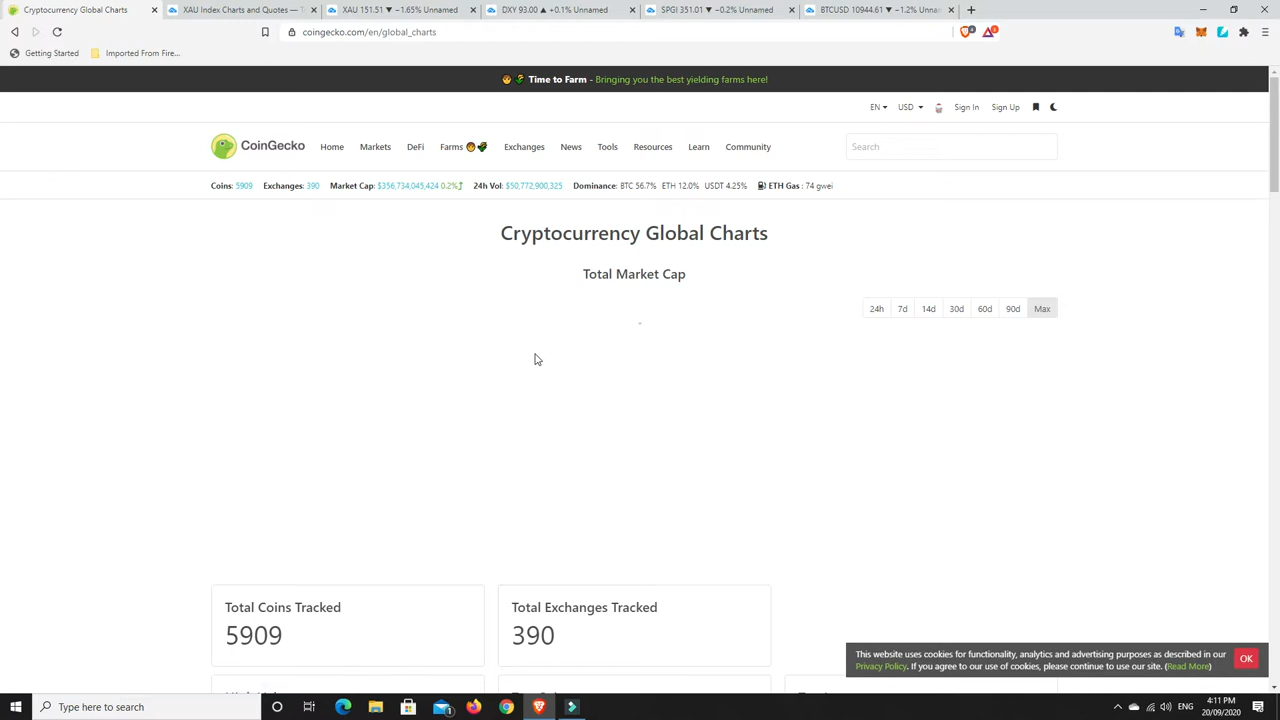 Cryptocurrency Global Charts
XAU Index Charts and Quotes — T
XAU 151.51 ▼ −1.65% Unnamed
DXY 93.00 ▲ +0.1% Unnamed
SPGI 351.01 ▼ −0.2% Unnamed
BTCUSD 10944.61 ▼ −1.2% Unna
coingecko.com/en/global_charts
Getting Started
Imported From Fire...
Time to Farm - Bringing you the best yielding farms here!
EN
USD
Sign In
Sign Up
CoinGecko
Home
Markets
DeFi
Farms
Exchanges
News
Tools
Resources
Learn
Community
Search
Coins: 5909
Exchanges: 390
Market Cap: $356,734,045,424 0.2%
24h Vol: $50,772,900,325
Dominance: BTC 56.7% ETH 12.0% USDT 4.25%
ETH Gas : 74 gwei
Cryptocurrency Global Charts
Total Market Cap
24h
7d
14d
30d
60d
90d
Max
Total Coins Tracked
5909
Total Exchanges Tracked
390
This website uses cookies for functionality, analytics and advertising purposes as described in our
Privacy Policy. If you agree to our use of cookies, please continue to use our site. (Read More)
OK
Type here to search
ENG
4:11 PM
20/09/2020